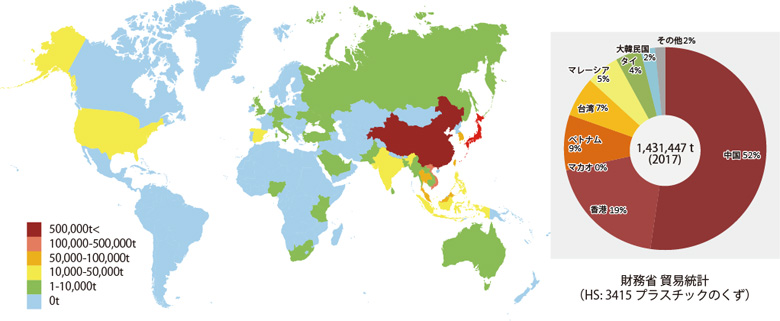 500,000t<
100,000-500,000t
50,000-100,000t
10,000-50,000t
1-10,000t
0t
その他2%
大韓民国
2%
タイ
4%
マレーシア
5%
台湾 7%
ベトナム
9%
マカオ 0%
香港 19%
中国 52%
1,431,447 t
(2017)
財務省 貿易統計
（HS: 3415 プラスチックのくず）